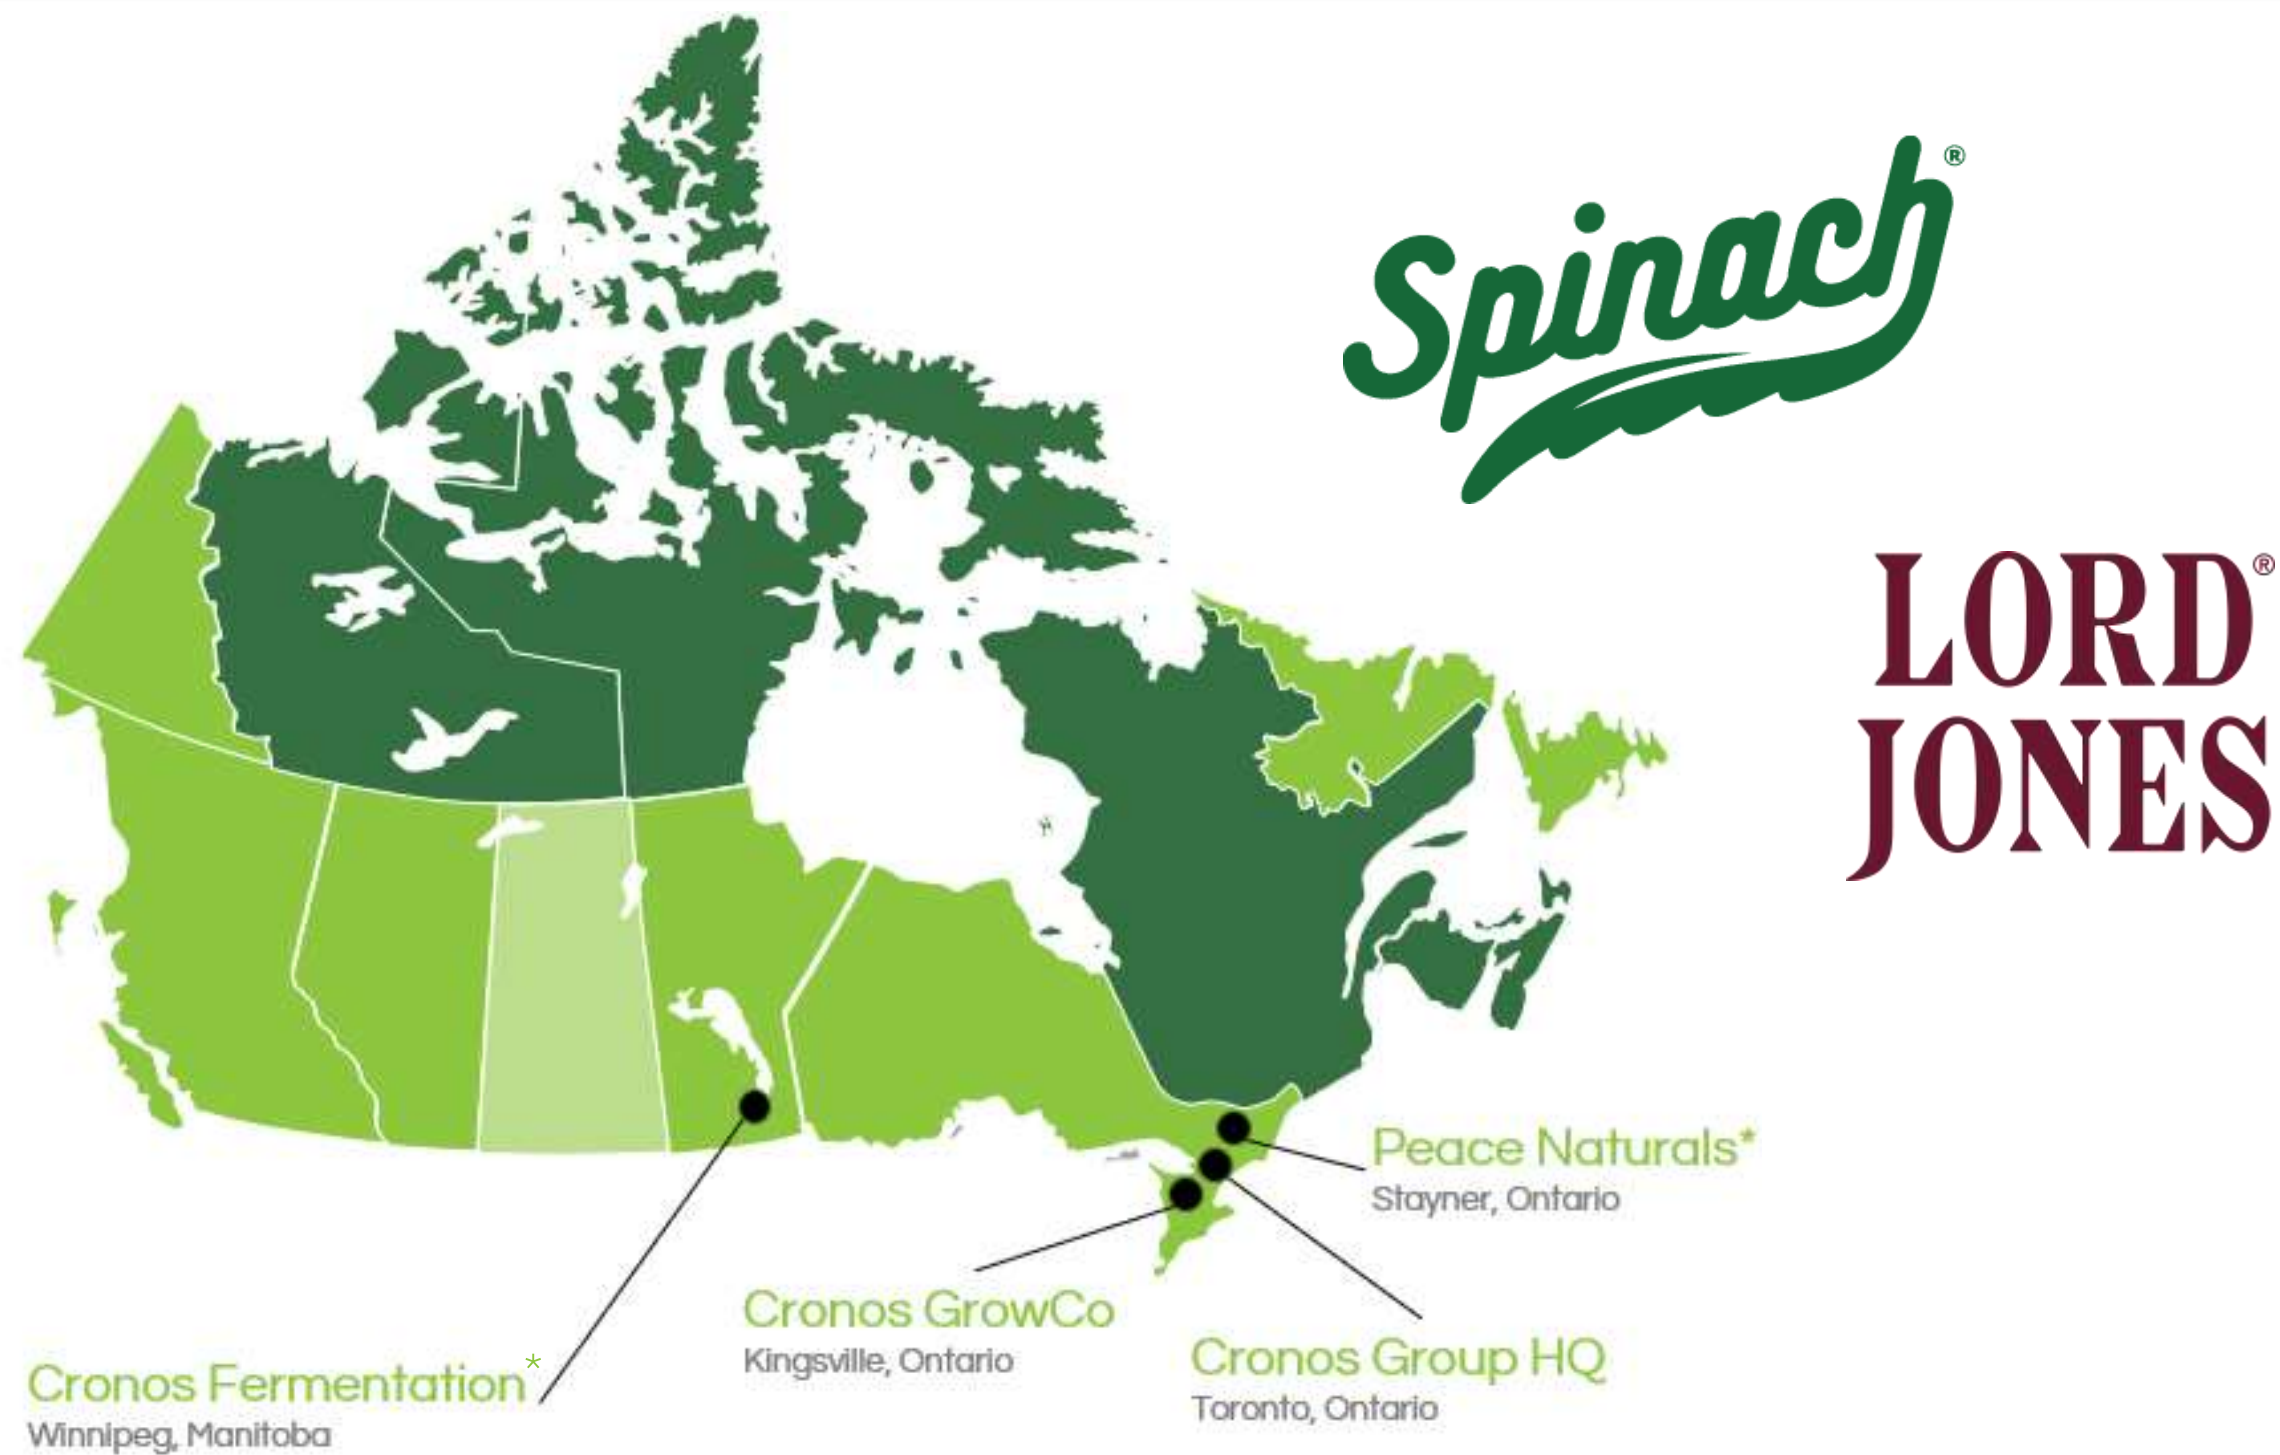 Spinach®
LORD®
JONES
Peace Naturals*
Stayner, Ontario
Cronos GrowCo
Kingsville, Ontario
Cronos Group HQ
Toronto, Ontario
Cronos Fermentation*
Winnipeg, Manitoba